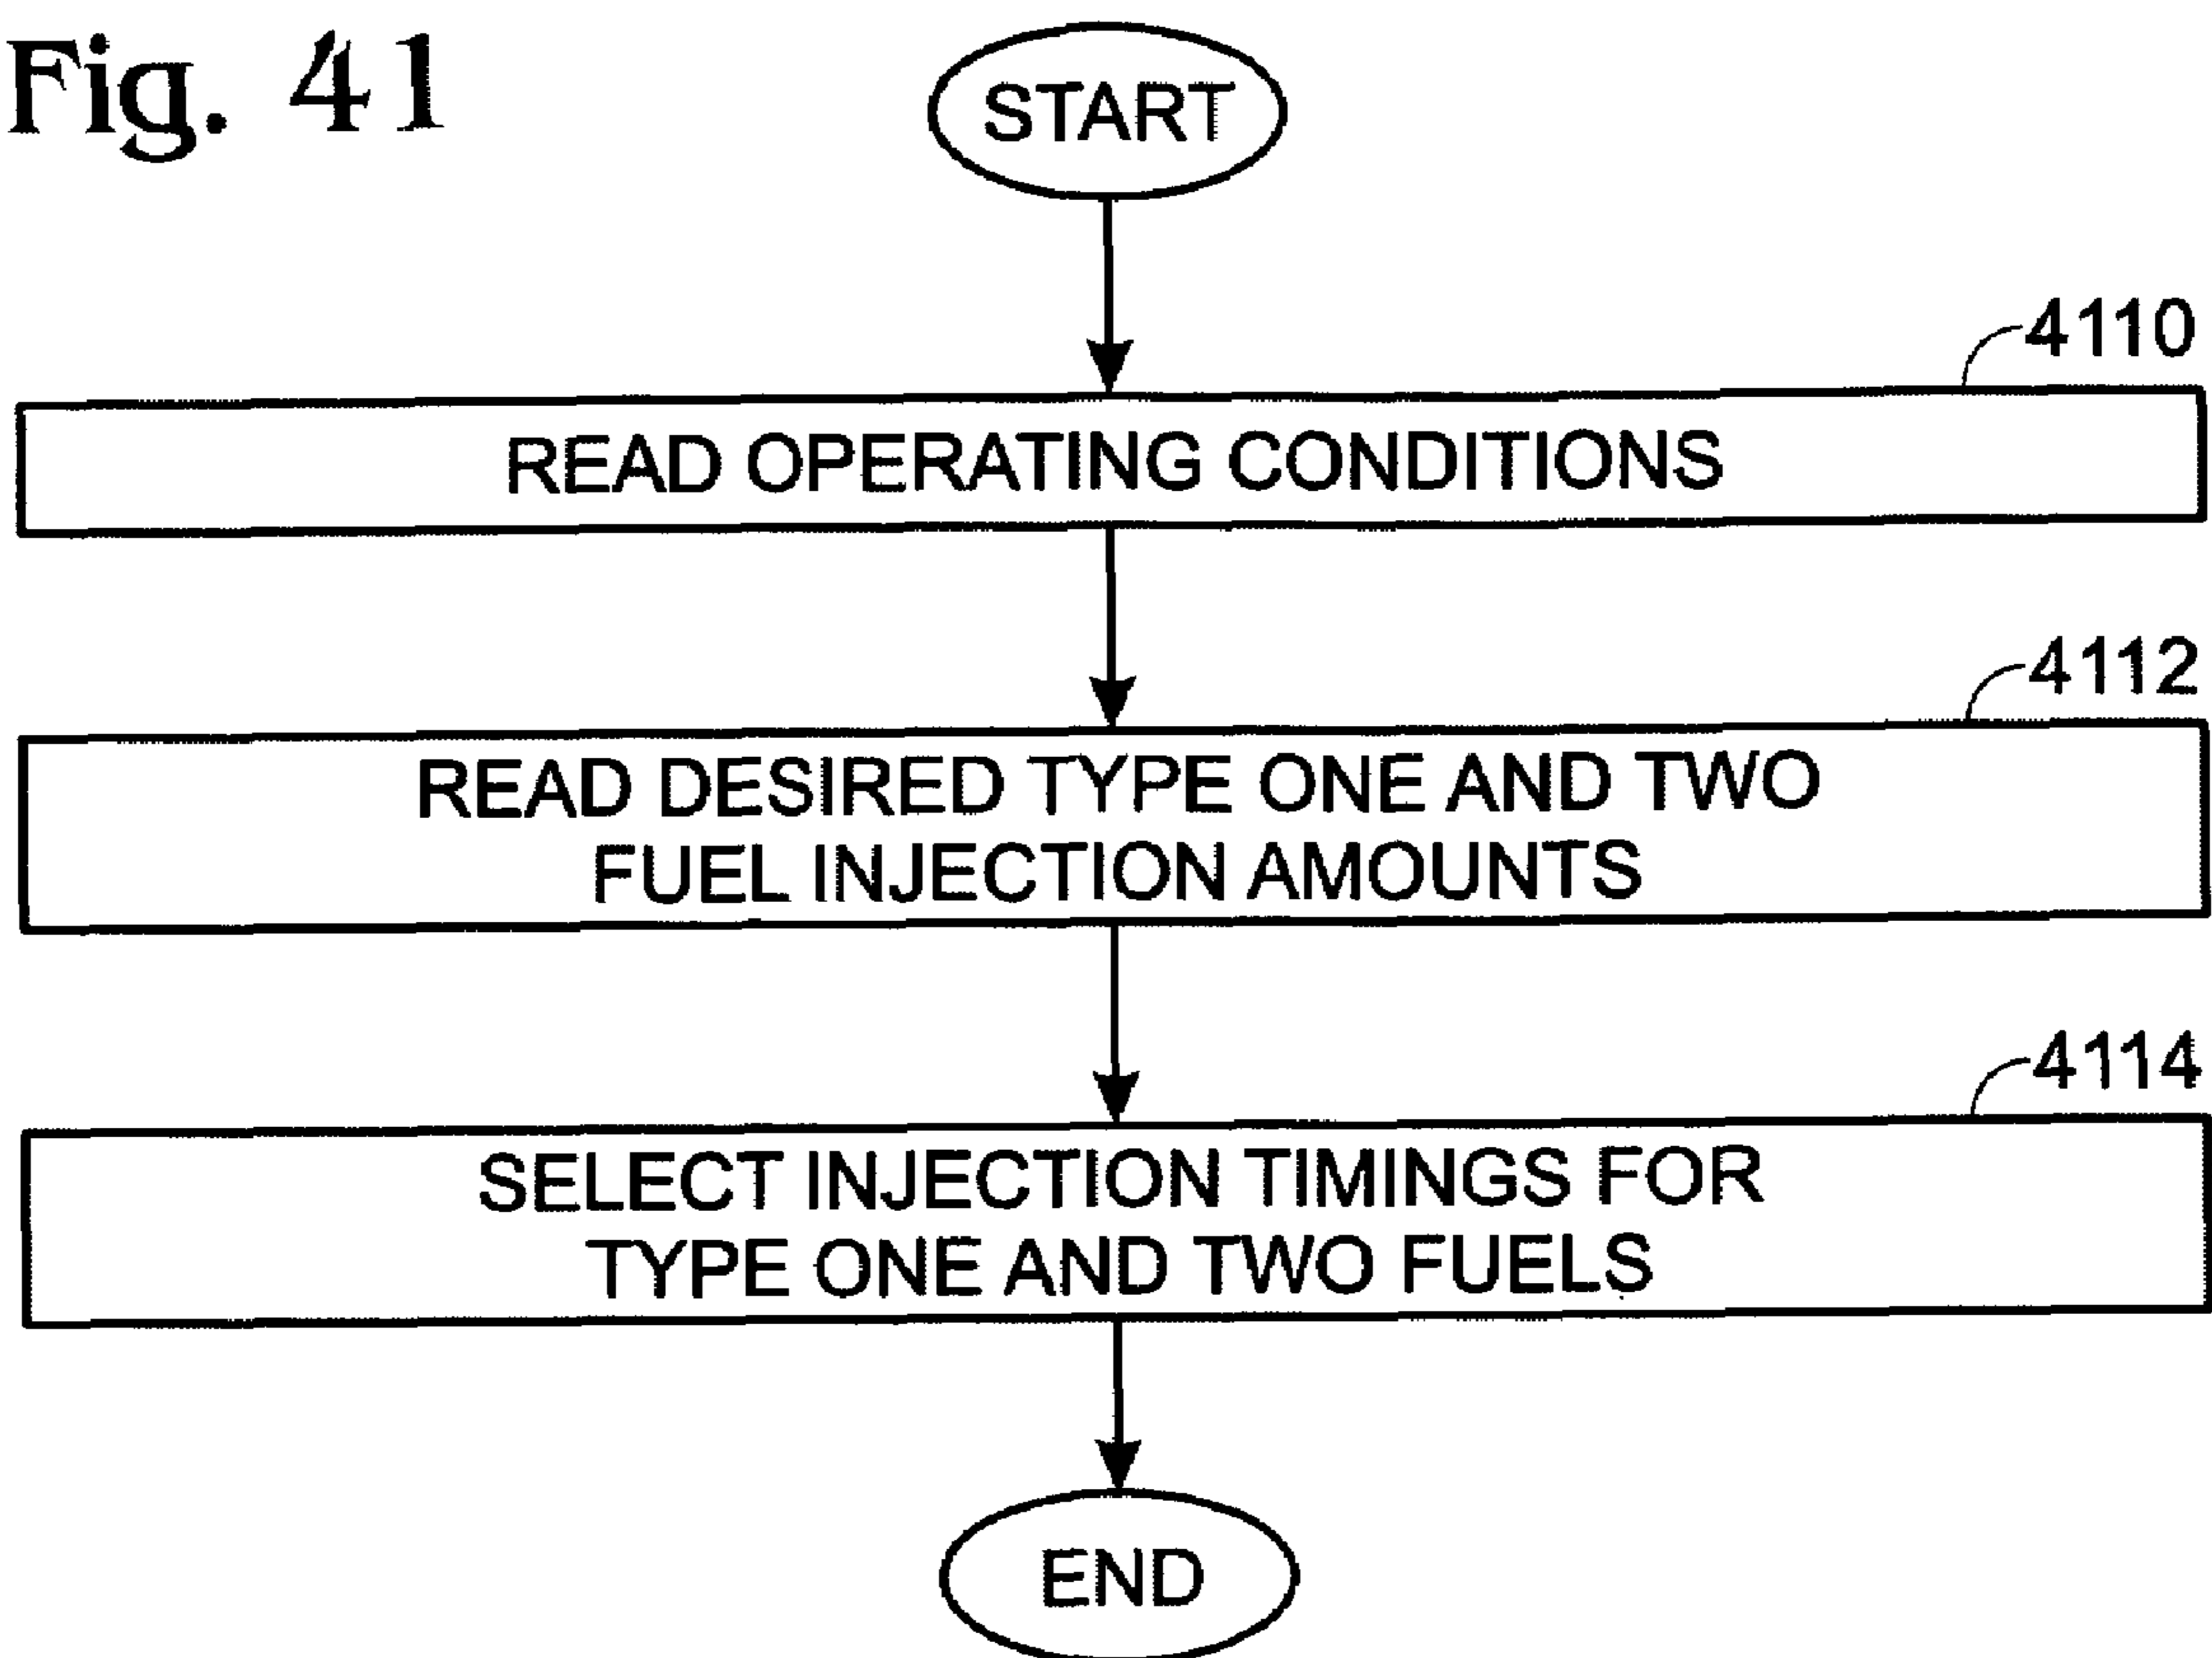 Fig. 41
START
4110
READ OPERATING CONDITIONS
4112
READ DESIRED TYPE ONE AND TWO
FUEL INJECTION AMOUNTS
4114
SELECT INJECTION TIMINGS FOR
TYPE ONE AND TWO FUELS
END